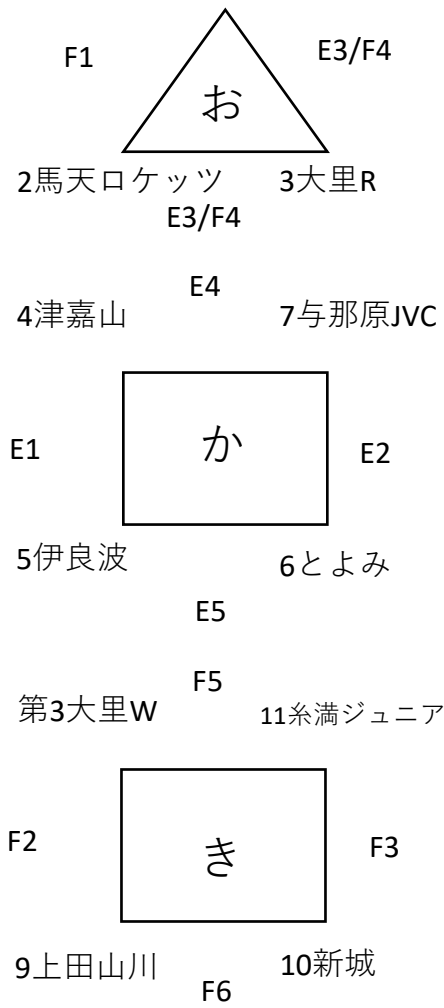 F1
E3/F4
お
2馬天ロケッツ 3大里R
E3/F4
E4
4津嘉山 7与那原JVC
E1 か E2
5伊良波 6とよみ
E5
F5
第3大里W 11糸満ジュニア
F2 き F3
9上田山川 10新城
F6